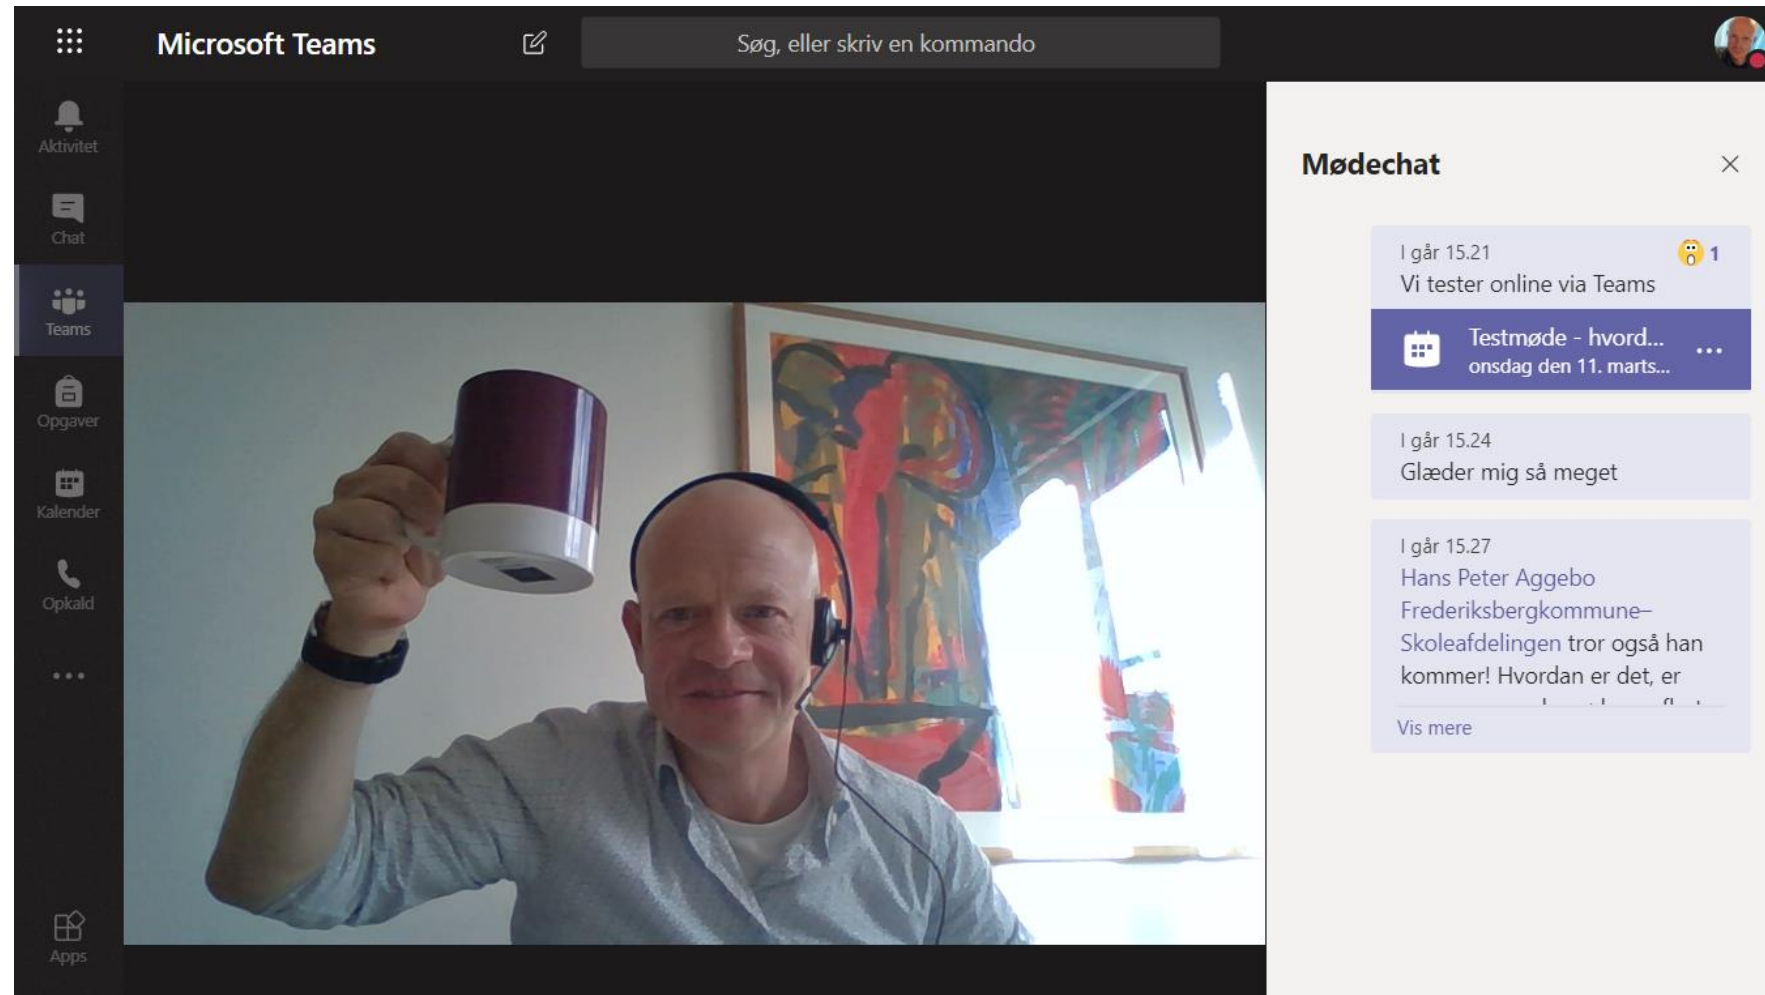 Microsoft Teams
Søg, eller skriv en kommando
Aktivitet
Chat
Teams
Opgaver
Kalender
Opkald
Apps
Mødechat
I går 15.21
1
Vi tester online via Teams
Testmøde - hvord...
onsdag den 11. marts...
I går 15.24
Glæder mig så meget
I går 15.27
Hans Peter Aggebo
Frederiksbergkommune–
Skoleafdelingen tror også han
kommer! Hvordan er det, er
Vis mere